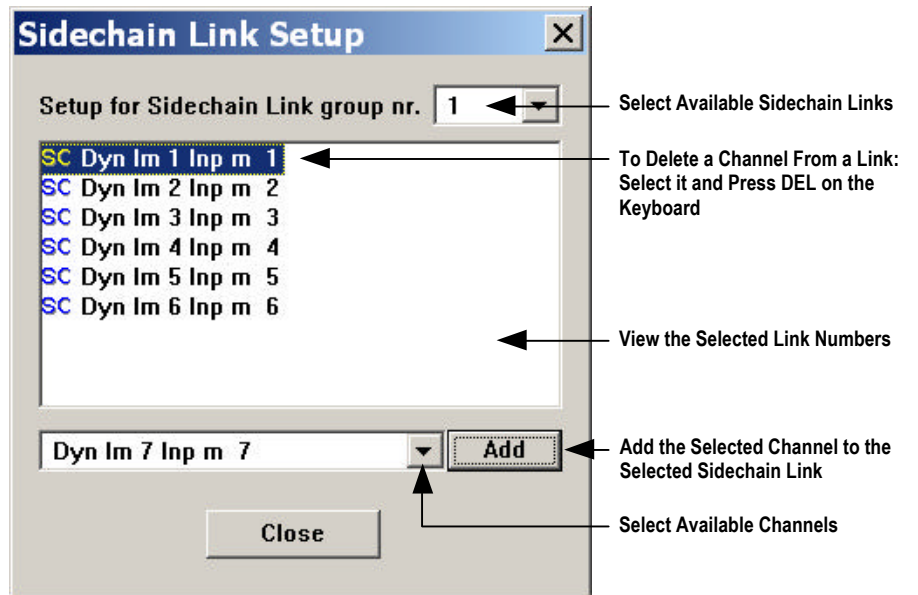 Sidechain Link Setup
Setup for Sidechain Link group nr. 1
Select Available Sidechain Links
SC Dyn Im 1 Inp m 1
SC Dyn Im 2 Inp m 2
SC Dyn Im 3 Inp m 3
SC Dyn Im 4 Inp m 4
SC Dyn Im 5 Inp m 5
SC Dyn Im 6 Inp m 6
To Delete a Channel From a Link:
Select it and Press DEL on the
Keyboard
View the Selected Link Numbers
Dyn Im 7 Inp m 7
Add
Add the Selected Channel to the
Selected Sidechain Link
Select Available Channels
Close